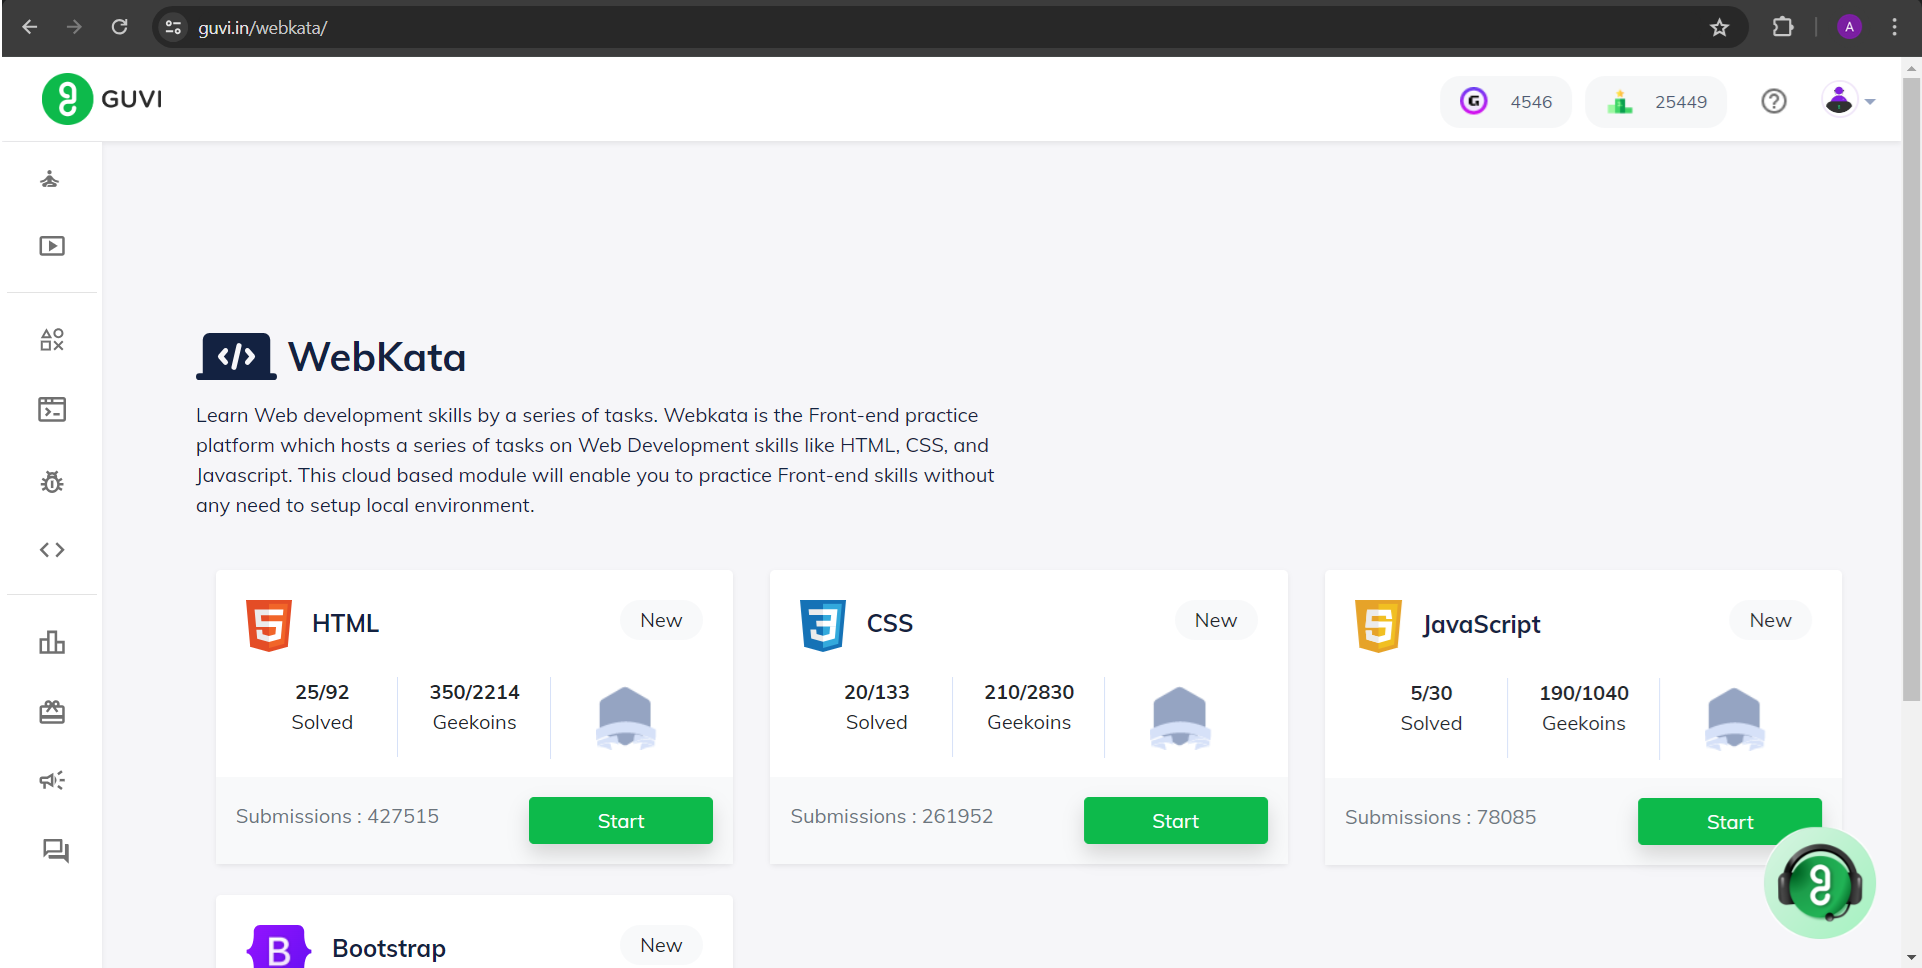 guvi.in/webkata/
A
GUVI
G
4546
25449
WebKata
Learn Web development skills by a series of tasks. Webkata is the Front-end practice
platform which hosts a series of tasks on Web Development skills like HTML, CSS, and
Javascript. This cloud based module will enable you to practice Front-end skills without
any need to setup local environment.
HTML
New
25/92
Solved
350/2214
Geekoins
Submissions : 427515
Start
CSS
New
20/133
Solved
210/2830
Geekoins
Submissions : 261952
Start
JavaScript
New
5/30
Solved
190/1040
Geekoins
Submissions : 78085
Start
B
Bootstrap
New